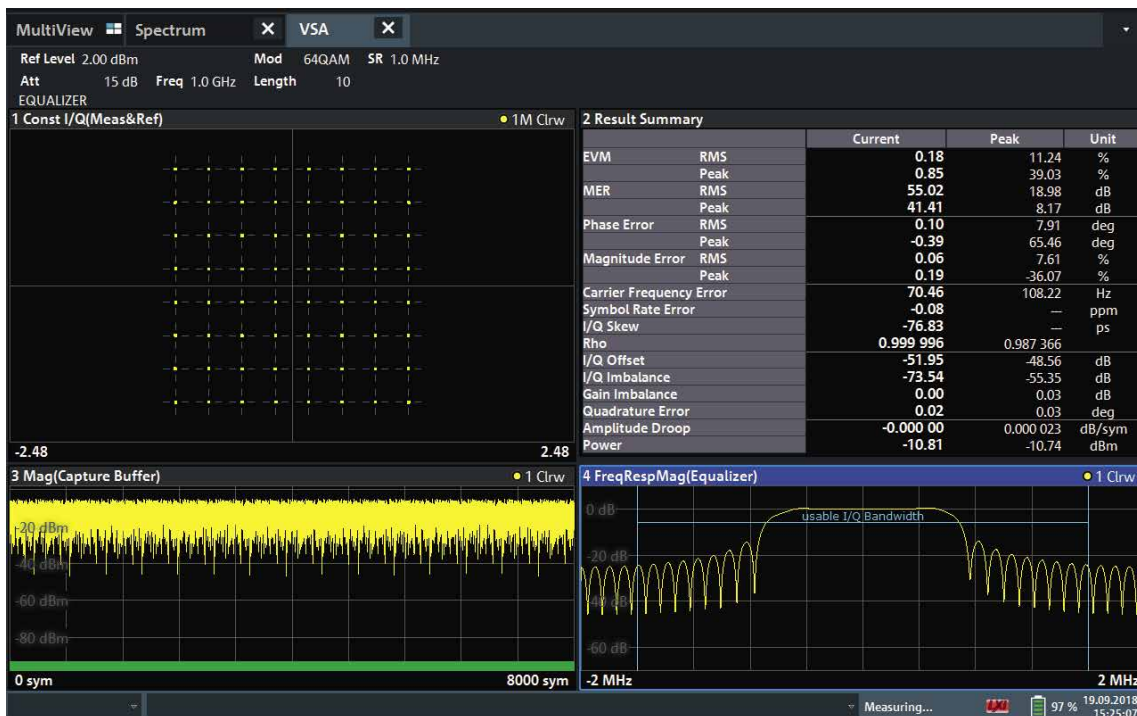 MultiView Spectrum X VSA X
Ref Level 2.00 dBm Mod 64QAM SR 1.0 MHz
Att 15 dB Freq 1.0 GHz Length 10
EQUALIZER
1 Const I/Q(Meas&Ref) 1M Clrw
-2.48 2.48
2 Result Summary
Current Peak Unit
EVM RMS 0.18 11.24 %
Peak 0.85 39.03 %
MER RMS 55.02 18.98 dB
Peak 41.41 8.17 dB
Phase Error RMS 0.10 7.91 deg
Peak -0.39 65.46 deg
Magnitude Error RMS 0.06 7.61 %
Peak 0.19 -36.07 %
Carrier Frequency Error 70.46 108.22 Hz
Symbol Rate Error -0.08 — ppm
I/Q Skew -76.83 — ps
Rho 0.999 996 0.987 366
I/Q Offset -51.95 -48.56 dB
I/Q Imbalance -73.54 -55.35 dB
Gain Imbalance 0.00 0.03 dB
Quadrature Error 0.02 0.03 deg
Amplitude Droop -0.000 00 0.000 023 dB/sym
Power -10.81 -10.74 dBm
3 Mag(Capture Buffer) 1 Clrw
-20 dBm
-40 dBm
-60 dBm
-80 dBm
0 sym 8000 sym
4 FreqRespMag(Equalizer) 1 Clrw
0 dB
usable I/Q Bandwidth
-20 dB
-40 dB
-60 dB
-2 MHz 2 MHz
Measuring... LXI 97 % 19.09.2018
15:25:07